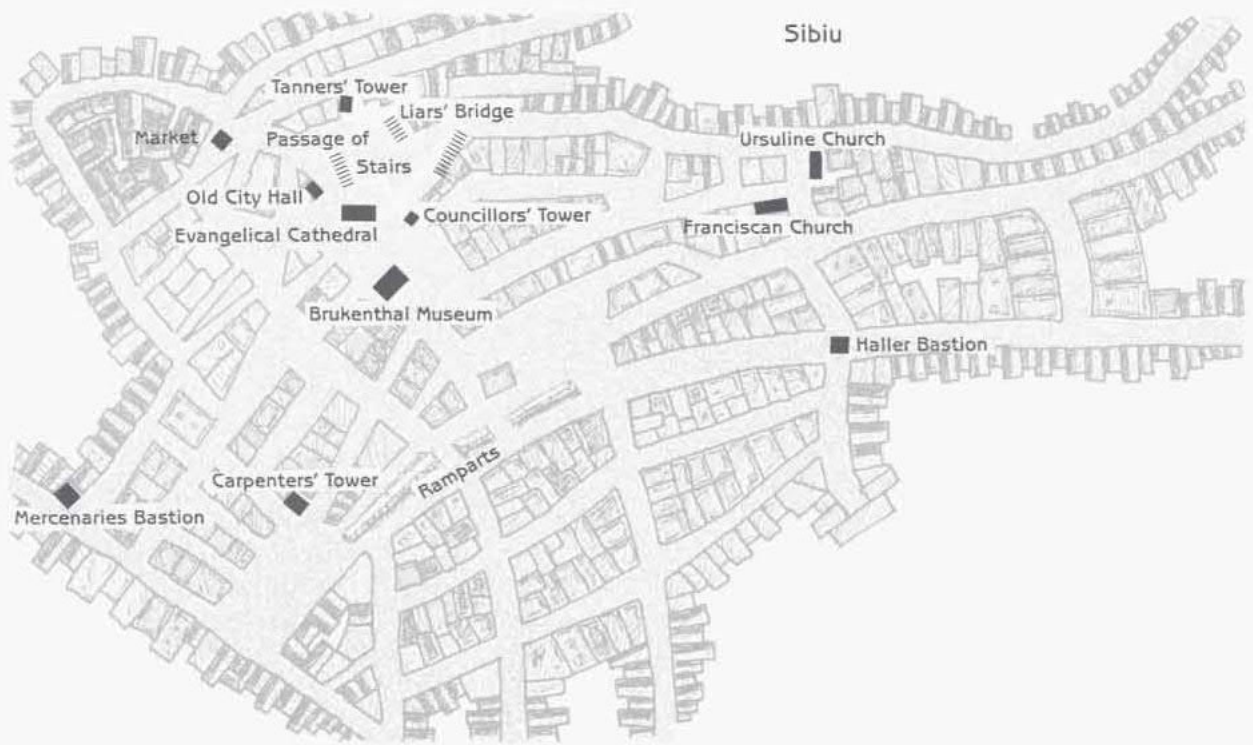 Sibiu
Tanners' Tower
Liars' Bridge
Market
Passage of
Stairs
Ursuline Church
Old City Hall
Councillors' Tower
Evangelical Cathedral
Franciscan Church
Brukenthal Museum
Haller Bastion
Ramparts
Carpenters' Tower
Mercenaries Bastion